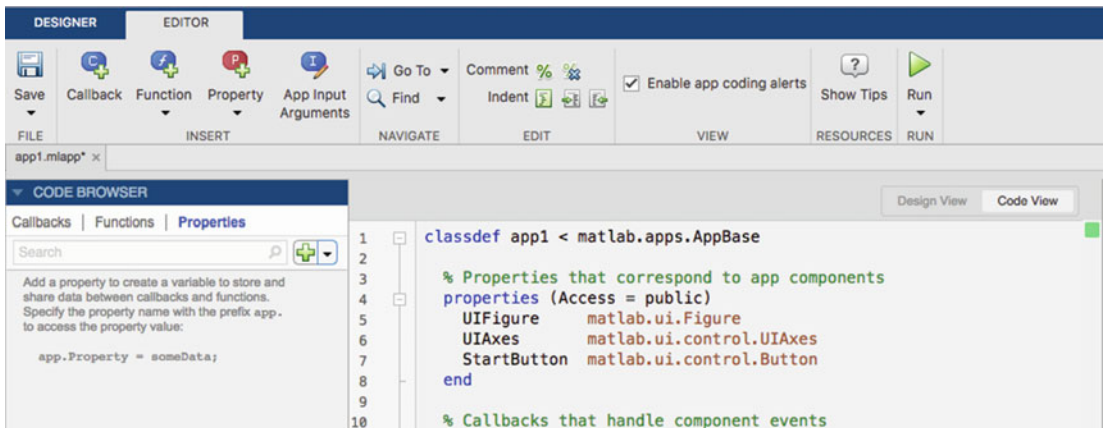 DESIGNER EDITOR
Save Callback Function Property App Input Arguments Go To Find Comment Indent Enable app coding alerts Show Tips Run
FILE INSERT NAVIGATE EDIT VIEW RESOURCES RUN
app1.mlapp* ×
CODE BROWSER
Design View Code View
Callbacks | Functions | Properties
Search
Add a property to create a variable to store and
share data between callbacks and functions.
Specify the property name with the prefix app.
to access the property value:
app.Property = someData;
1 classdef app1 < matlab.apps.AppBase
2
3 % Properties that correspond to app components
4 properties (Access = public)
5 UIFigure matlab.ui.Figure
6 UIAxes matlab.ui.control.UIAxes
7 StartButton matlab.ui.control.Button
8 end
9
10 % Callbacks that handle component events